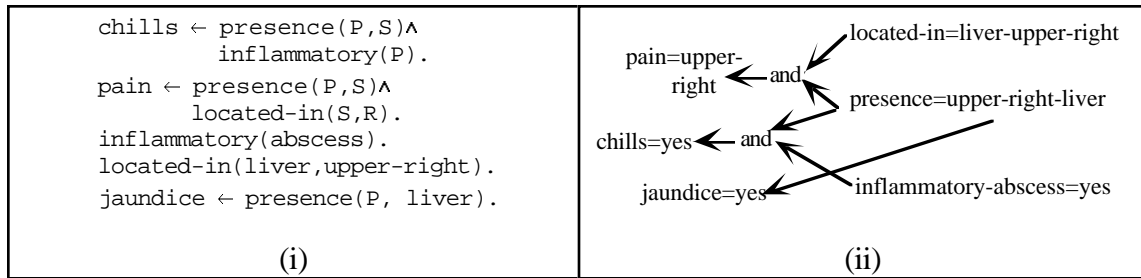 chills ← presence(P,S)∧
inflammatory(P).
pain ← presence(P,S)∧
located-in(S,R).
inflammatory(abscess).
located-in(liver,upper-right).
jaundice ← presence(P, liver).
(i)
located-in=liver-upper-right
pain=upper-
right
and
presence=upper-right-liver
chills=yes
and
jaundice=yes
inflammatory-abscess=yes
(ii)